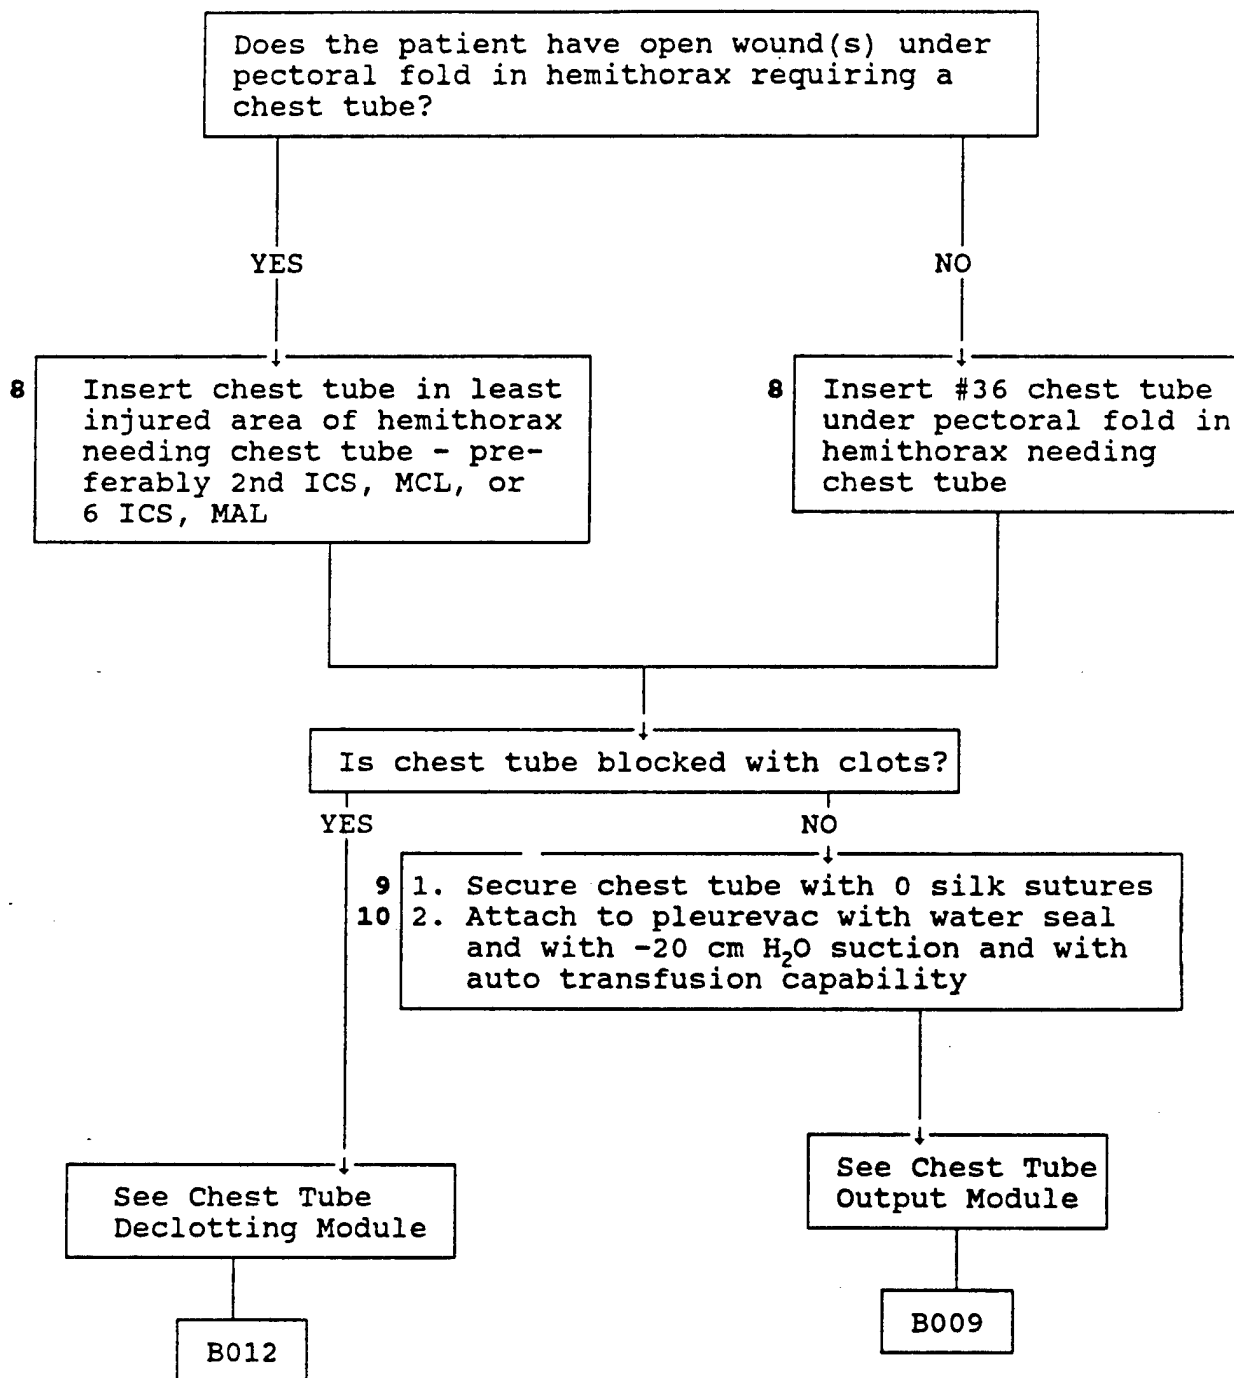 Does the patient have open wound(s) under
pectoral fold in hemithorax requiring a
chest tube?
YES
NO
8 Insert chest tube in least
injured area of hemithorax
needing chest tube - pre-
ferably 2nd ICS, MCL, or
6 ICS, MAL
8 Insert #36 chest tube
under pectoral fold in
hemithorax needing
chest tube
Is chest tube blocked with clots?
YES
NO
9 1. Secure chest tube with 0 silk sutures
10 2. Attach to pleurevac with water seal
and with -20 cm H₂O suction and with
auto transfusion capability
See Chest Tube
Declotting Module
See Chest Tube
Output Module
B012
B009